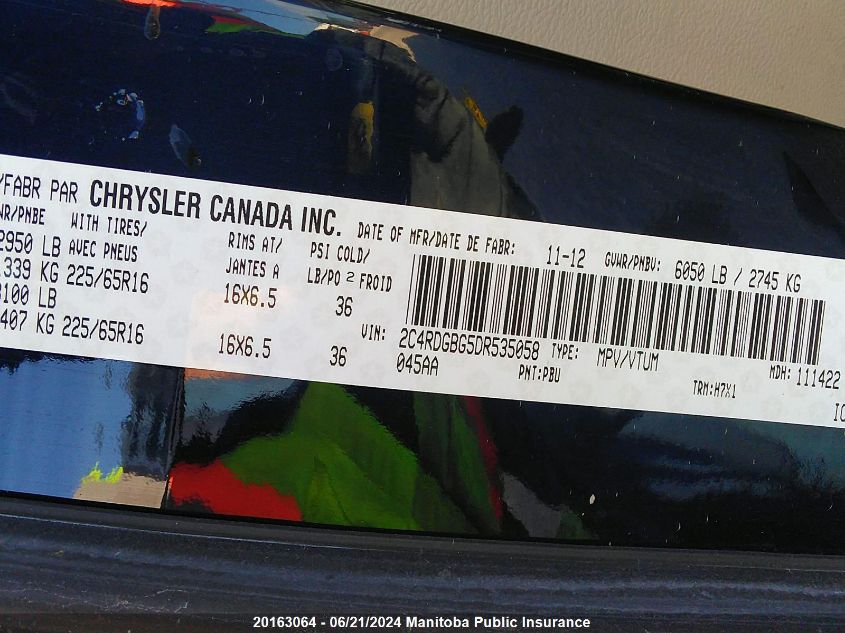 /FABR PAR CHRYSLER CANADA INC. DATE OF MFR/DATE DE FABR: 11-12 GVWR/PNBV: 6050 LB / 2745 KG
WR/PNBE WITH TIRES/ RIMS AT/ PSI COLD/
2950 LB AVEC PNEUS JANTES A LB/PO 2 FROID
1339 KG 225/65R16 16X6.5 36
100 LB
407 KG 225/65R16 16X6.5 36
VIN: 2C4RDGBG5DR535058 TYPE: MPV/VTUM MDH: 111422
045AA PNT:PBU TRM:H7X1
20163064 - 06/21/2024 Manitoba Public Insurance